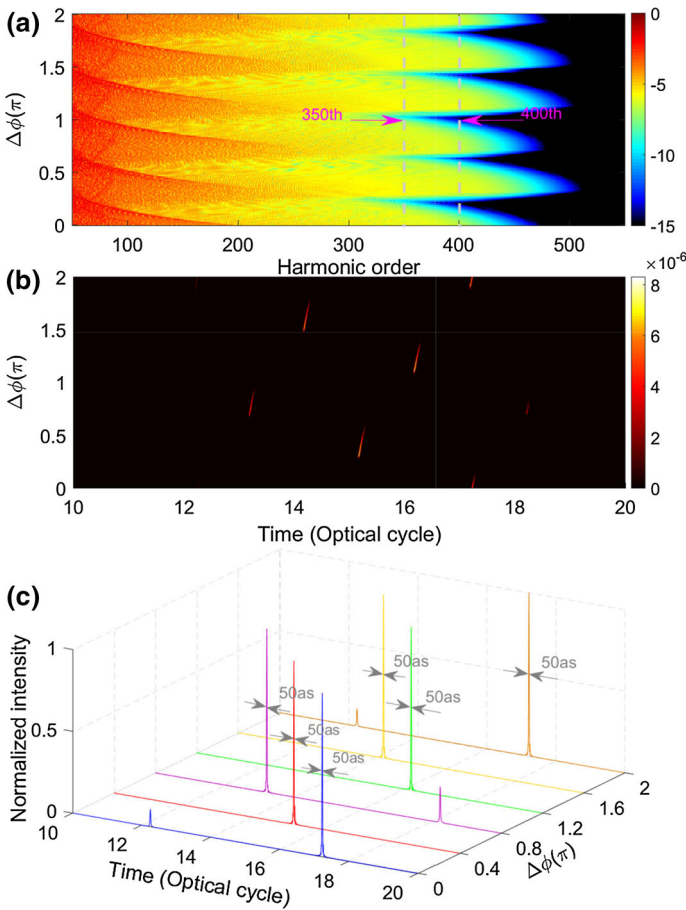 (a)
Δϕ(π)
2
1.5
1
0.5
0
350th
400th
100 200 300 400 500
Harmonic order
0
-5
-10
-15
(b)
×10⁻⁶
Δϕ(π)
2
1.5
1
0.5
0
10 12 14 16 18 20
Time (Optical cycle)
8
6
4
2
0
(c)
Normalized intensity
1
0.5
0
50as
50as
50as
50as
50as
50as
10 12 14 16 18 20
Time (Optical cycle)
0 0.4 0.8 1.2 1.6 2
Δϕ(π)